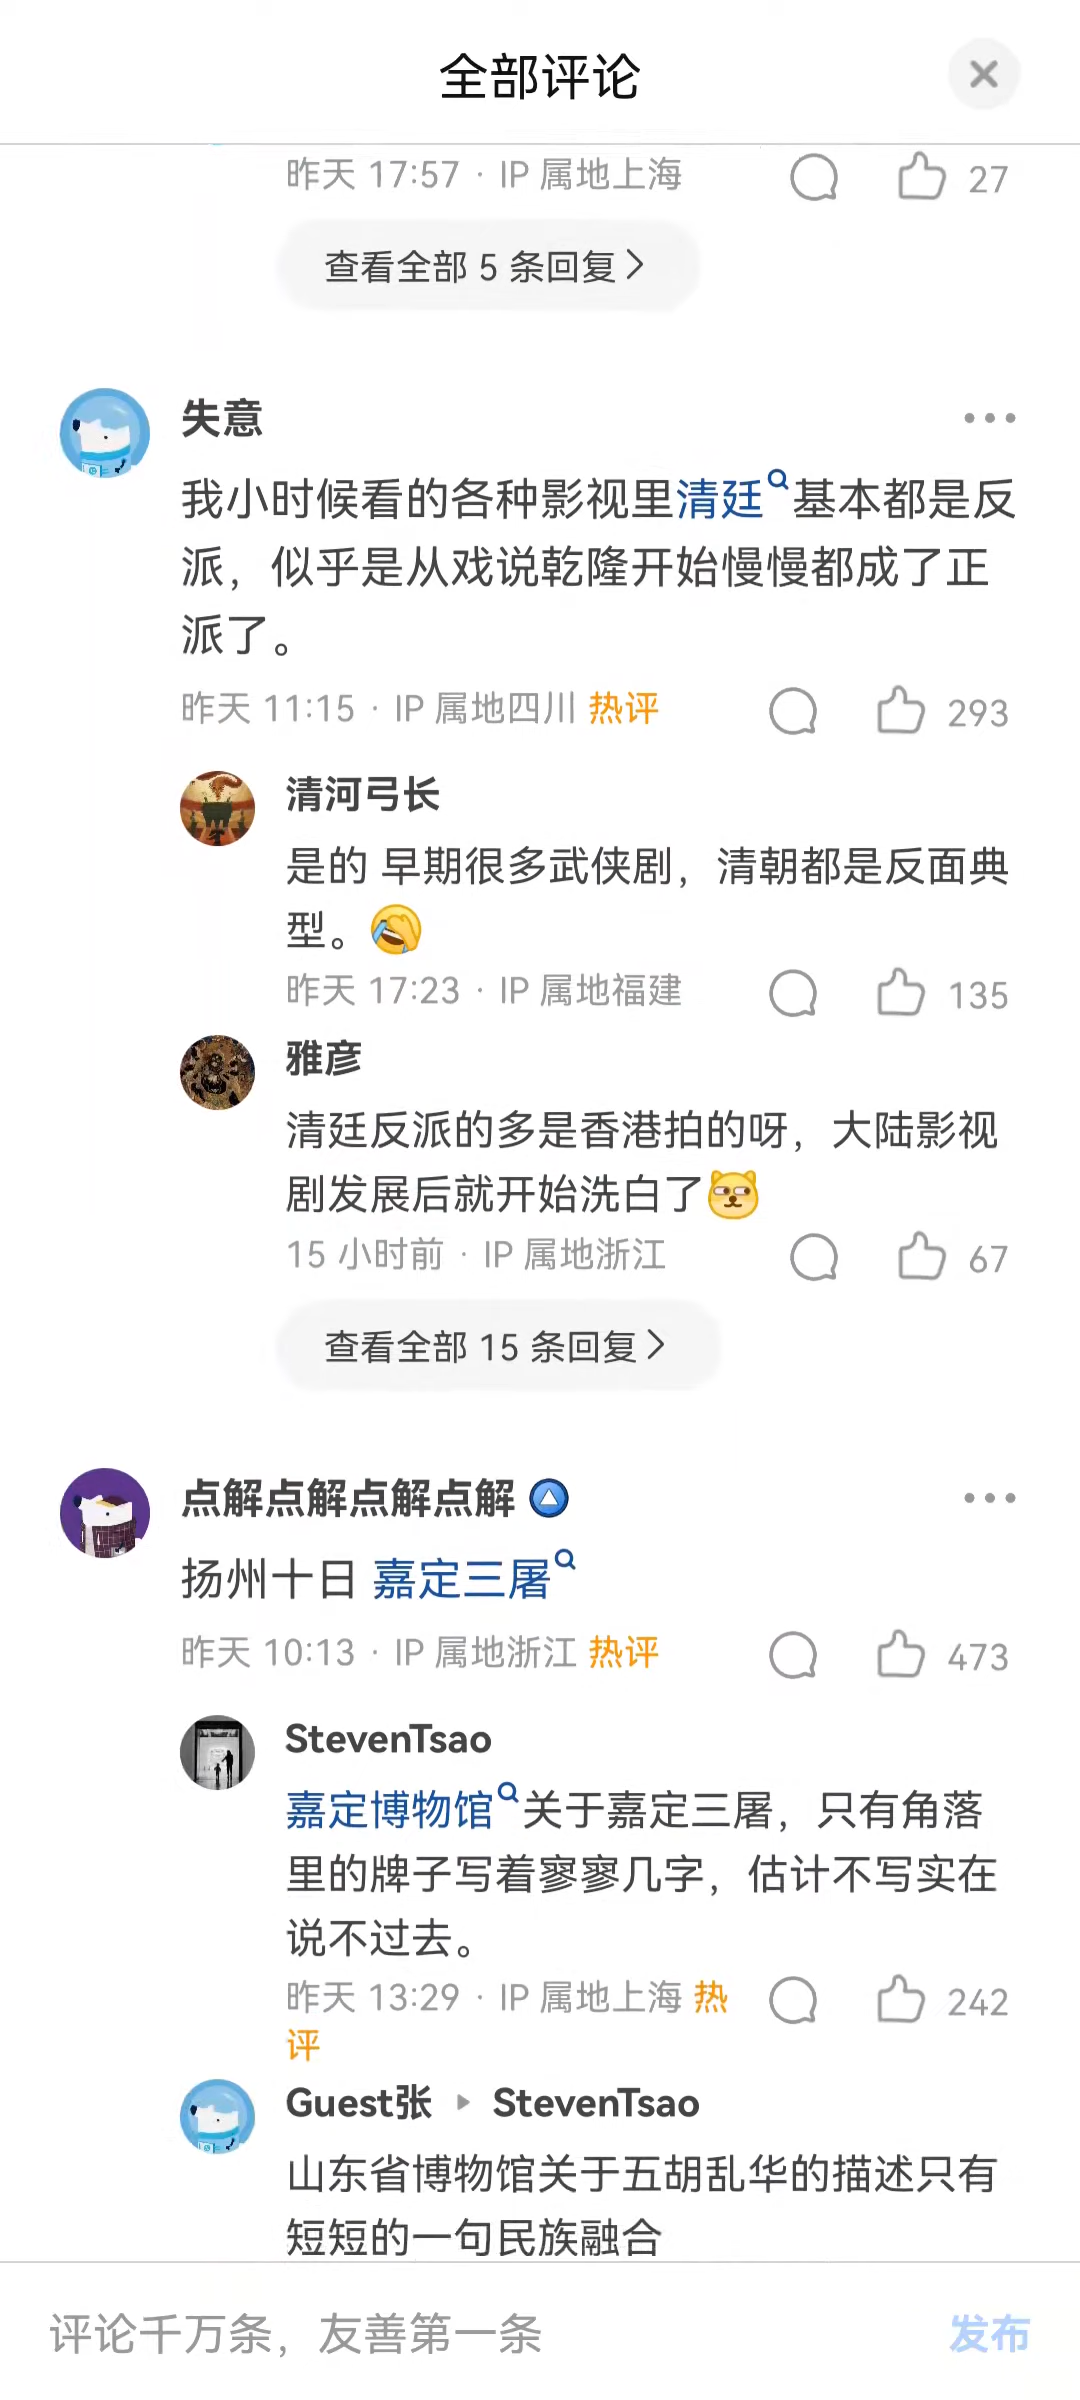 全部评论
昨天 17:57 · IP 属地上海 27
查看全部 5 条回复
失意
我小时候看的各种影视里清廷基本都是反
派，似乎是从戏说乾隆开始慢慢都成了正
派了。
昨天 11:15 · IP 属地四川 热评 293
清河弓长
是的 早期很多武侠剧，清朝都是反面典
型。
昨天 17:23 · IP 属地福建 135
雅彦
清廷反派的多是香港拍的呀，大陆影视
剧发展后就开始洗白了
15 小时前 · IP 属地浙江 67
查看全部 15 条回复
点解点解点解点解
扬州十日 嘉定三屠
昨天 10:13 · IP 属地浙江 热评 473
StevenTsao
嘉定博物馆关于嘉定三屠，只有角落
里的牌子写着寥寥几字，估计不写实在
说不过去。
昨天 13:29 · IP 属地上海 热 242
评
Guest张 ▸ StevenTsao
山东省博物馆关于五胡乱华的描述只有
短短的一句民族融合
评论千万条，友善第一条 发布